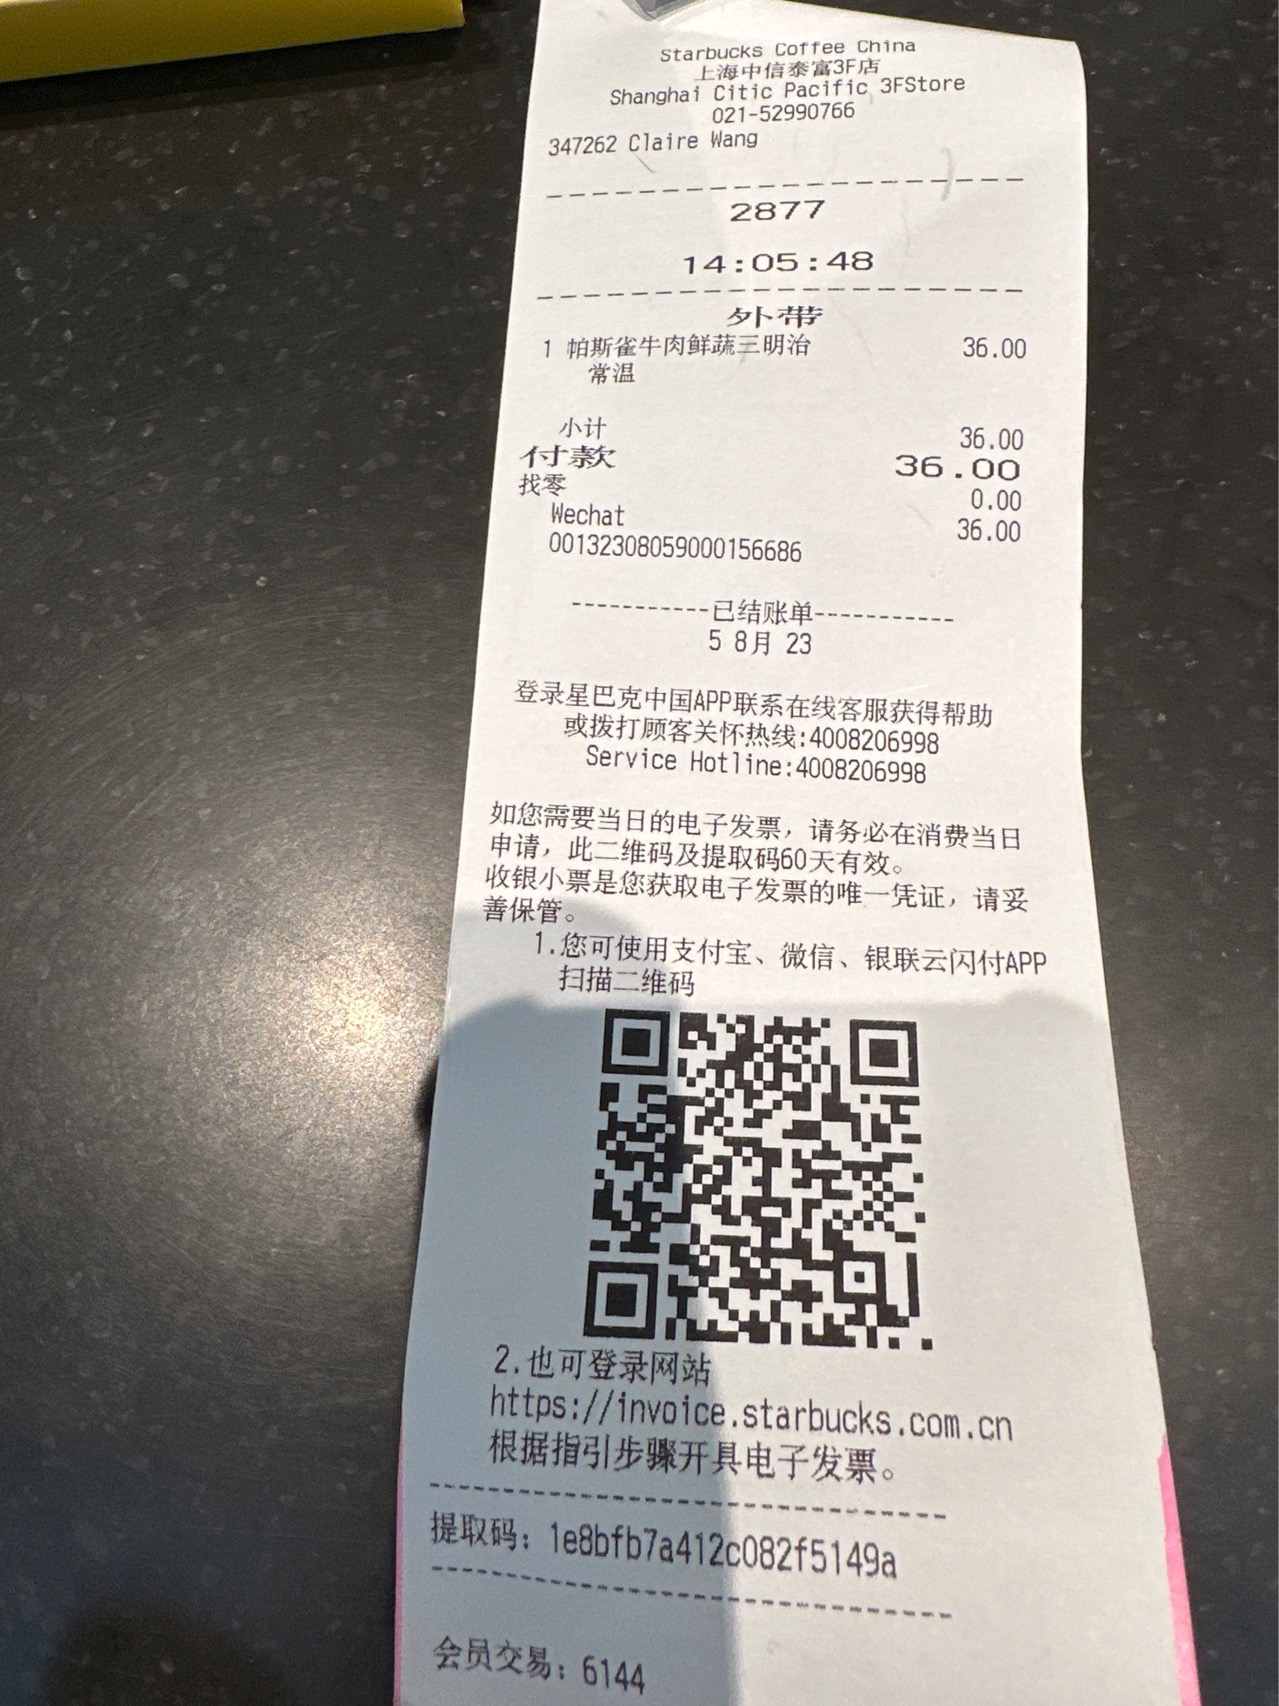 Starbucks Coffee China
上海中信泰富3F店
Shanghai Citic Pacific 3FStore
021-52990766
347262 Claire Wang
2877
14:05:48
外带
1 帕斯雀牛肉鲜蔬三明治 36.00
常温
小计 36.00
付款 36.00
找零 0.00
Wechat 36.00
00132308059000156686
-----------已结账单-----------
5 8月 23
登录星巴克中国APP联系在线客服获得帮助
或拨打顾客关怀热线:4008206998
Service Hotline:4008206998
如您需要当日的电子发票，请务必在消费当日
申请，此二维码及提取码60天有效。
收银小票是您获取电子发票的唯一凭证，请妥
善保管。
1.您可使用支付宝、微信、银联云闪付APP
扫描二维码
2.也可登录网站
https://invoice.starbucks.com.cn
根据指引步骤开具电子发票。
提取码：1e8bfb7a412c082f5149a
会员交易：6144